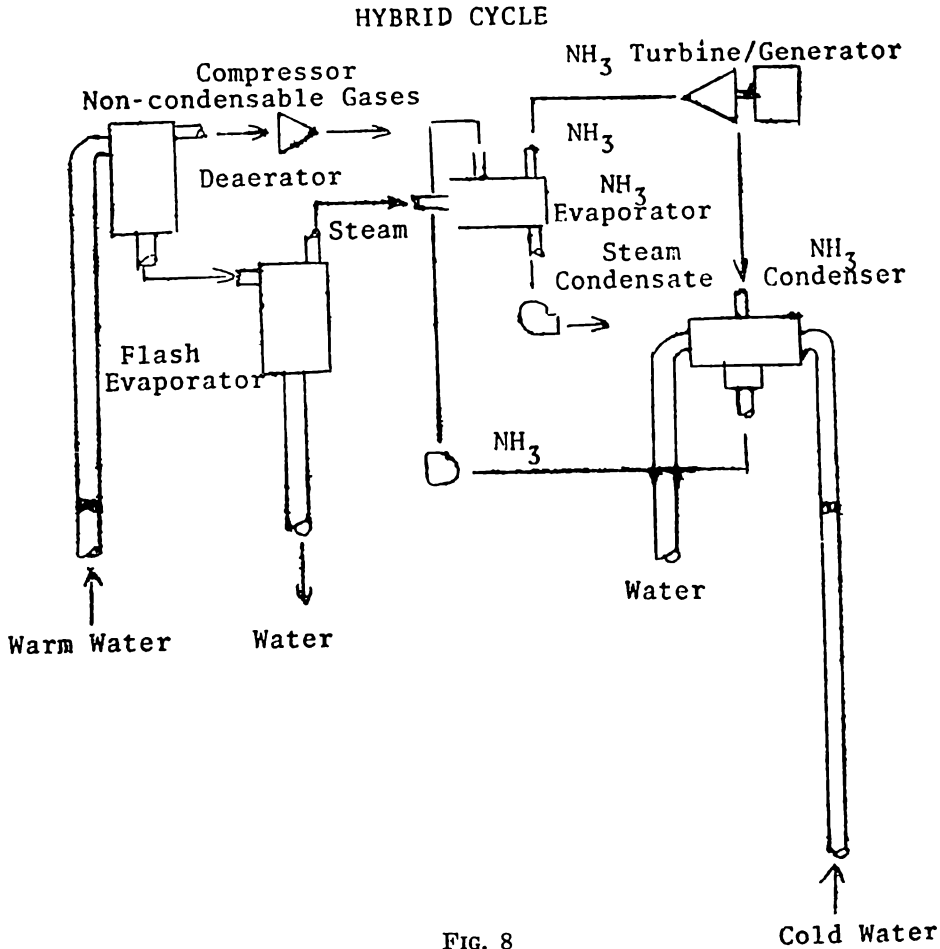 HYBRID CYCLE
NH3 Turbine/Generator
Compressor
Non-condensable Gases
NH3
Deaerator
NH3
Evaporator
Steam
Steam
Condensate
NH3
Condenser
Flash
Evaporator
NH3
Water
Warm Water
Water
Cold Water
FIG. 8